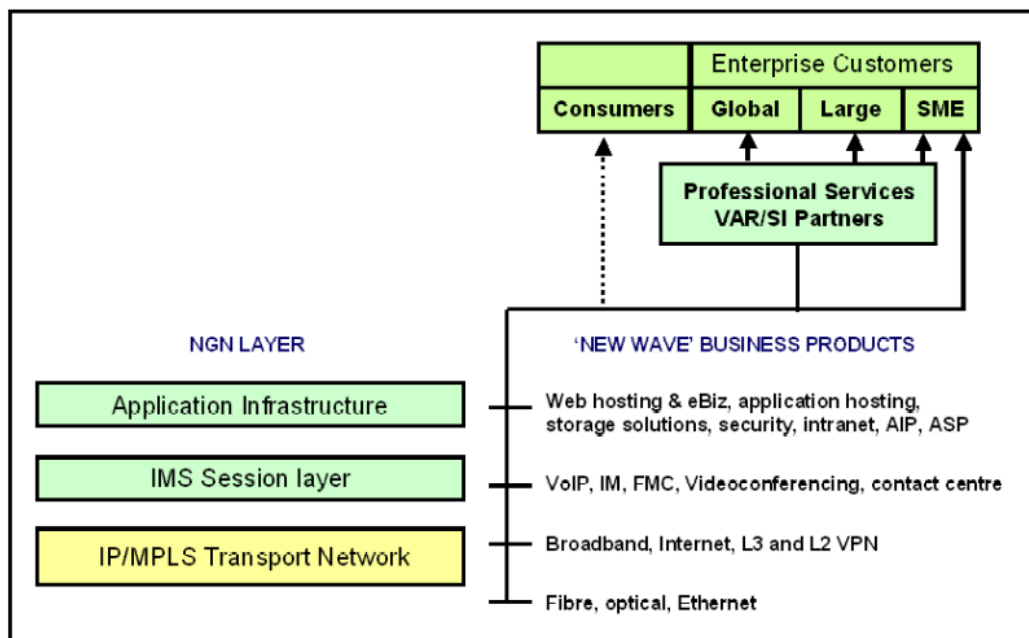 Enterprise Customers
Consumers
Global
Large
SME
Professional Services
VAR/SI Partners
NGN LAYER
‘NEW WAVE’ BUSINESS PRODUCTS
Application Infrastructure
Web hosting & eBiz, application hosting,
storage solutions, security, intranet, AIP, ASP
IMS Session layer
VoIP, IM, FMC, Videoconferencing, contact centre
IP/MPLS Transport Network
Broadband, Internet, L3 and L2 VPN
Fibre, optical, Ethernet